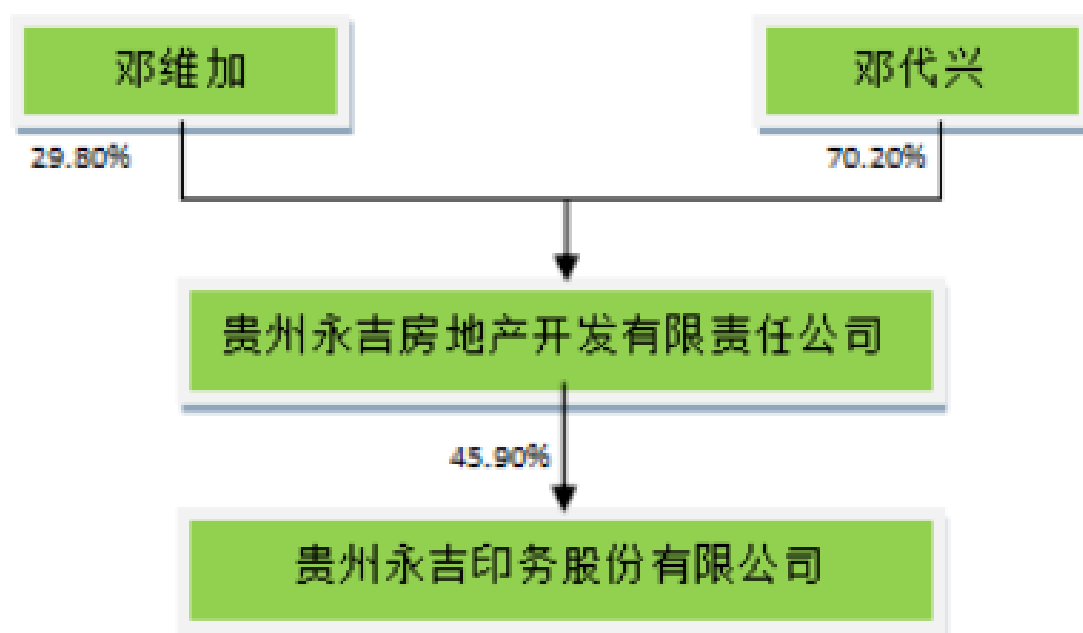 邓维加
邓代兴
29.80%
70.20%
贵州永吉房地产开发有限责任公司
45.90%
贵州永吉印务股份有限公司